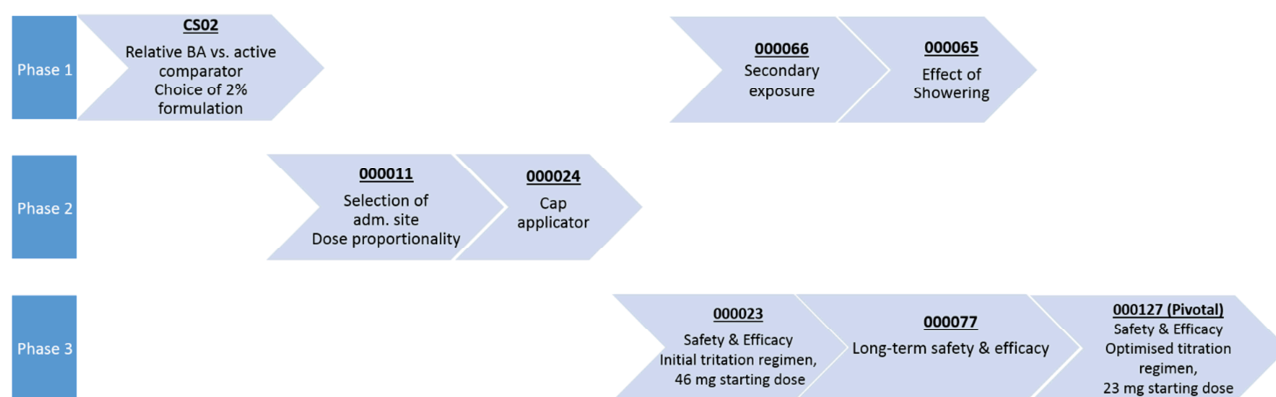 Phase 1
CS02
Relative BA vs. active
comparator
Choice of 2%
formulation
000066
Secondary
exposure
000065
Effect of
Showering
Phase 2
000011
Selection of
adm. site
Dose proportionality
000024
Cap
applicator
Phase 3
000023
Safety & Efficacy
Initial tritation regimen,
46 mg starting dose
000077
Long-term safety & efficacy
000127 (Pivotal)
Safety & Efficacy
Optimised titration
regimen,
23 mg starting dose